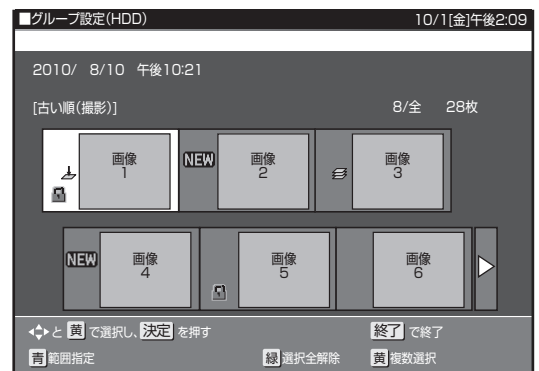 ■グループ設定(HDD) 10/1[金]午後2:09
2010/ 8/10 午後10:21
[古い順(撮影)] 8/全 28枚
画像 1
NEW 画像 2
画像 3
NEW 画像 4
画像 5
画像 6
と 黄 で選択し、決定 を押す 終了 で終了
青 範囲指定 緑 選択全解除 黄 複数選択